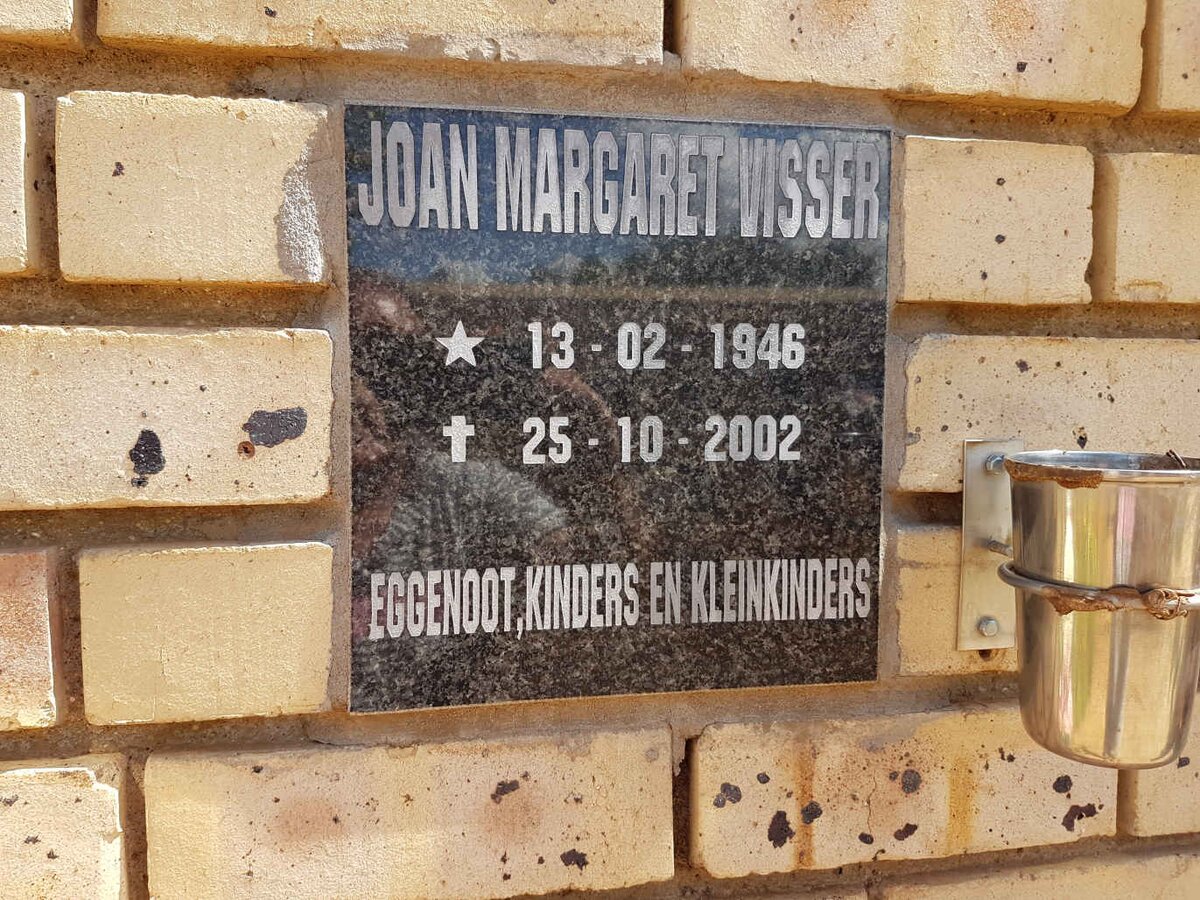 JOAN MARGARET VISSER
★ 13 - 02 - 1946
✝ 25 - 10 - 2002
EGGENOOT,KINDERS EN KLEINKINDERS